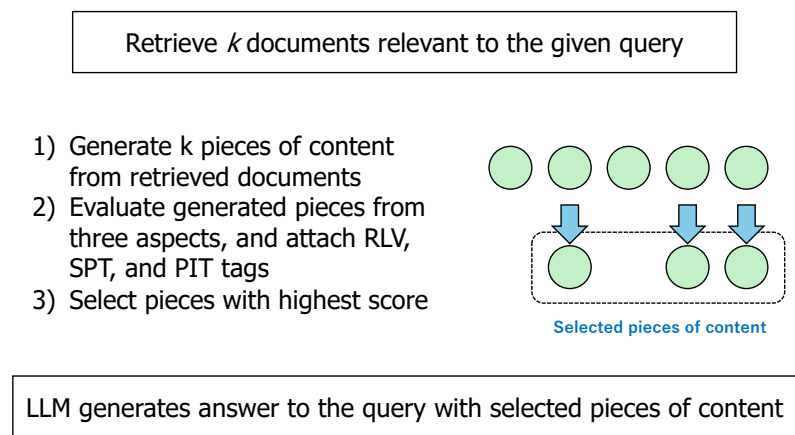 Retrieve k documents relevant to the given query
1) Generate k pieces of content
from retrieved documents
2) Evaluate generated pieces from
three aspects, and attach RLV,
SPT, and PIT tags
3) Select pieces with highest score
Selected pieces of content
LLM generates answer to the query with selected pieces of content